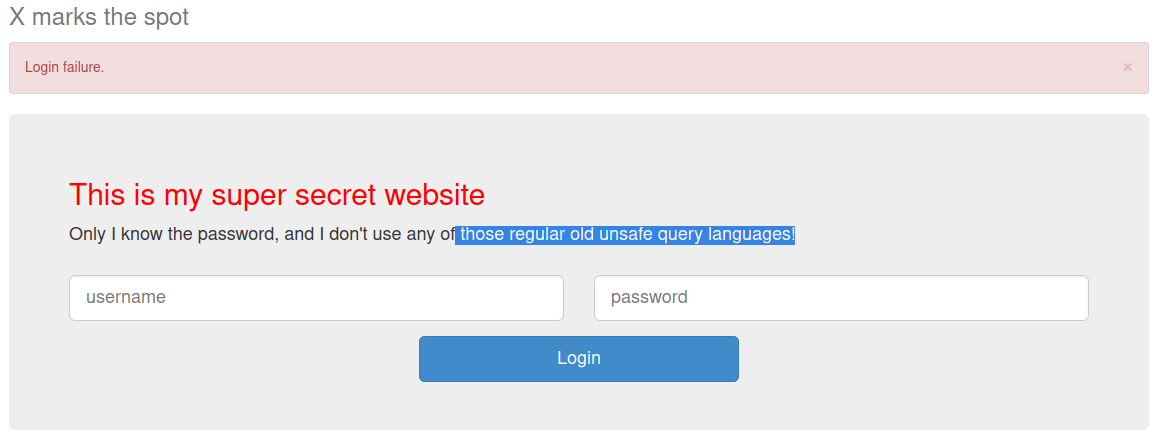 X marks the spot
Login failure.
×
This is my super secret website
Only I know the password, and I don't use any of those regular old unsafe query languages!
username
password
Login